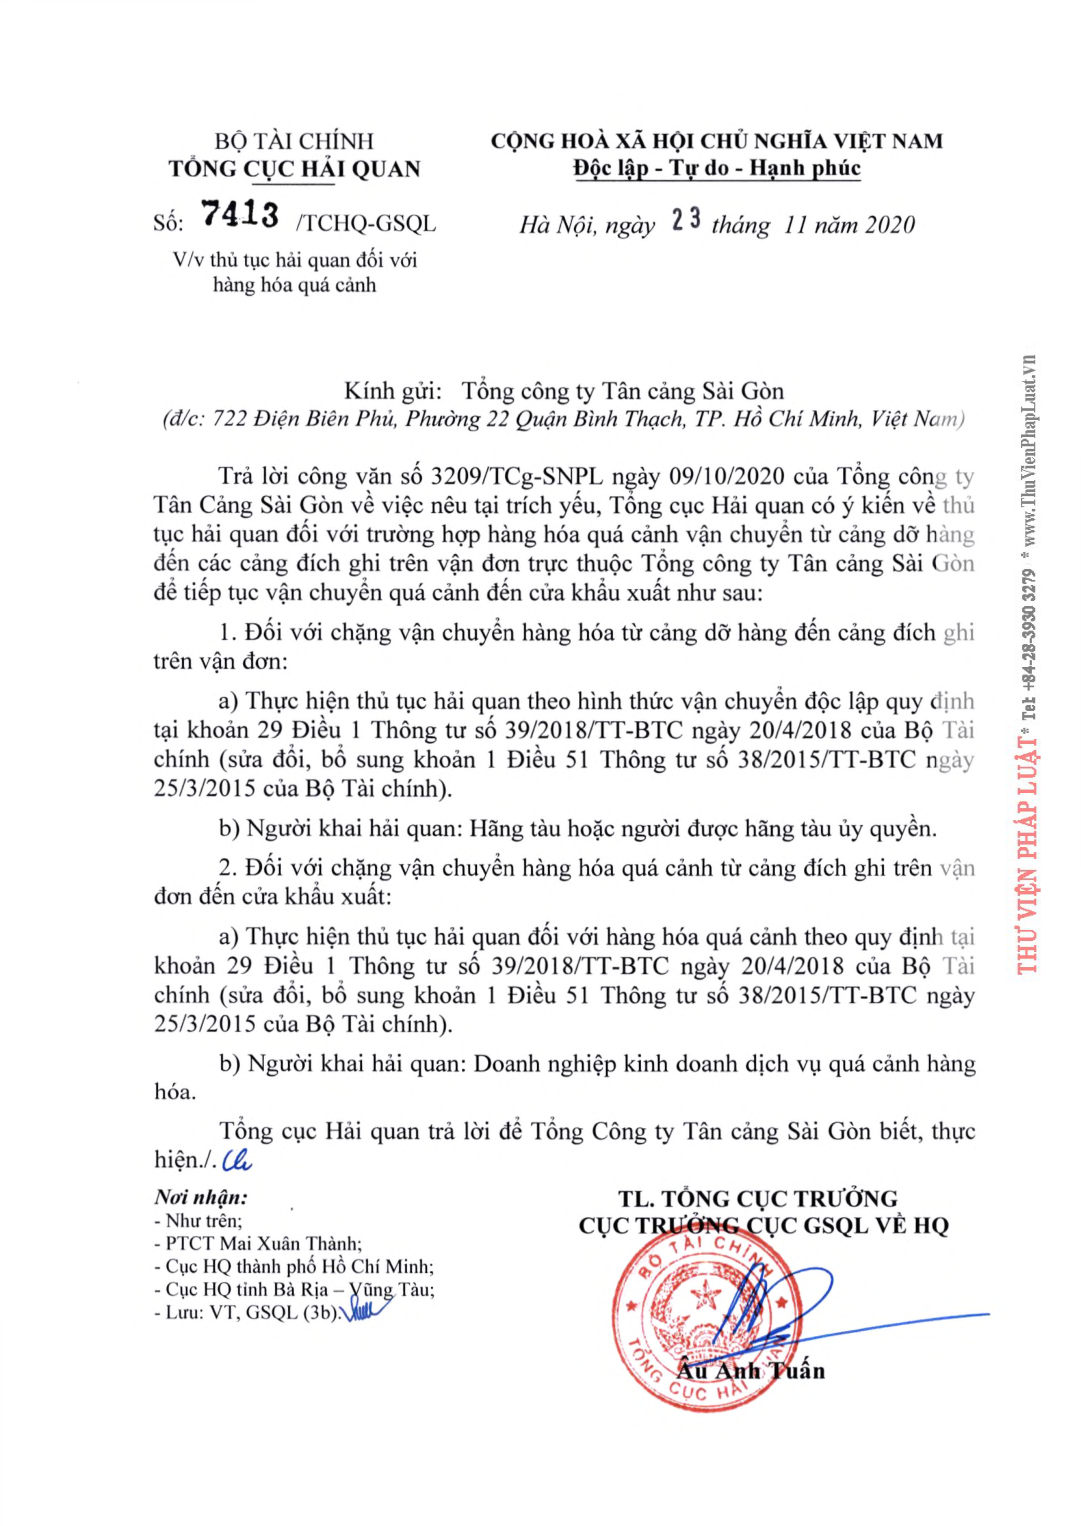 BỘ TÀI CHÍNH
TỔNG CỤC HẢI QUAN
CỘNG HOÀ XÃ HỘI CHỦ NGHĨA VIỆT NAM
Độc lập - Tự do - Hạnh phúc
Số: 7413 /TCHQ-GSQL
Hà Nội, ngày 23 tháng 11 năm 2020
V/v thủ tục hải quan đối với
hàng hóa quá cảnh
Kính gửi: Tổng công ty Tân cảng Sài Gòn
(đ/c: 722 Điện Biên Phủ, Phường 22 Quận Bình Thạch, TP. Hồ Chí Minh, Việt Nam)
Trả lời công văn số 3209/TCg-SNPL ngày 09/10/2020 của Tổng công ty
Tân Cảng Sài Gòn về việc nêu tại trích yếu, Tổng cục Hải quan có ý kiến về thủ
tục hải quan đối với trường hợp hàng hóa quá cảnh vận chuyển từ cảng dỡ hàng
đến các cảng đích ghi trên vận đơn trực thuộc Tổng công ty Tân cảng Sài Gòn
để tiếp tục vận chuyển quá cảnh đến cửa khẩu xuất như sau:
1. Đối với chặng vận chuyển hàng hóa từ cảng dỡ hàng đến cảng đích ghi
trên vận đơn:
a) Thực hiện thủ tục hải quan theo hình thức vận chuyển độc lập quy định
tại khoản 29 Điều 1 Thông tư số 39/2018/TT-BTC ngày 20/4/2018 của Bộ Tài
chính (sửa đổi, bổ sung khoản 1 Điều 51 Thông tư số 38/2015/TT-BTC ngày
25/3/2015 của Bộ Tài chính).
b) Người khai hải quan: Hãng tàu hoặc người được hãng tàu ủy quyền.
2. Đối với chặng vận chuyển hàng hóa quá cảnh từ cảng đích ghi trên vận
đơn đến cửa khẩu xuất:
a) Thực hiện thủ tục hải quan đối với hàng hóa quá cảnh theo quy định tại
khoản 29 Điều 1 Thông tư số 39/2018/TT-BTC ngày 20/4/2018 của Bộ Tài
chính (sửa đổi, bổ sung khoản 1 Điều 51 Thông tư số 38/2015/TT-BTC ngày
25/3/2015 của Bộ Tài chính).
b) Người khai hải quan: Doanh nghiệp kinh doanh dịch vụ quá cảnh hàng
hóa.
Tổng cục Hải quan trả lời để Tổng Công ty Tân cảng Sài Gòn biết, thực
hiện./.
Nơi nhận:
- Như trên;
- PTCT Mai Xuân Thành;
- Cục HQ thành phố Hồ Chí Minh;
- Cục HQ tỉnh Bà Rịa – Vũng Tàu;
- Lưu: VT, GSQL (3b).
TL. TỔNG CỤC TRƯỞNG
CỤC TRƯỞNG CỤC GSQL VỀ HQ
BỘ TÀI CHÍNH
TỔNG CỤC HẢI QUAN
Âu Anh Tuấn
THƯ VIỆN PHÁP LUẬT * Tel: +84-28-3930 3279 * www.ThuVienPhapLuat.vn